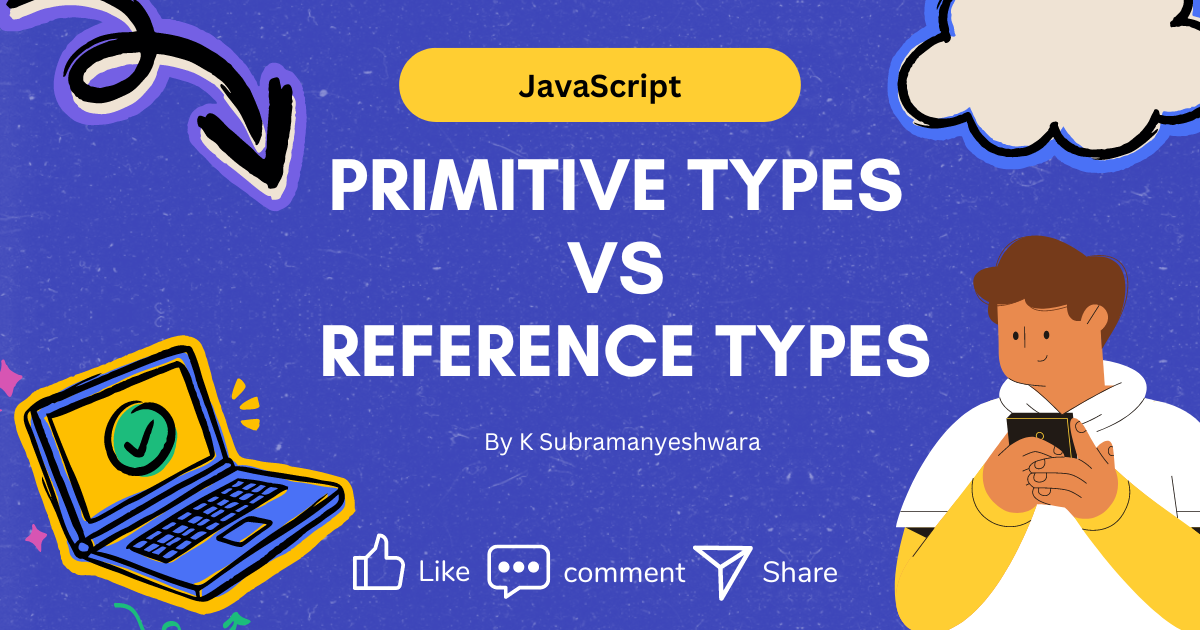 JavaScript
PRIMITIVE TYPES
VS
REFERENCE TYPES
By K Subramanyeshwara
Like comment Share